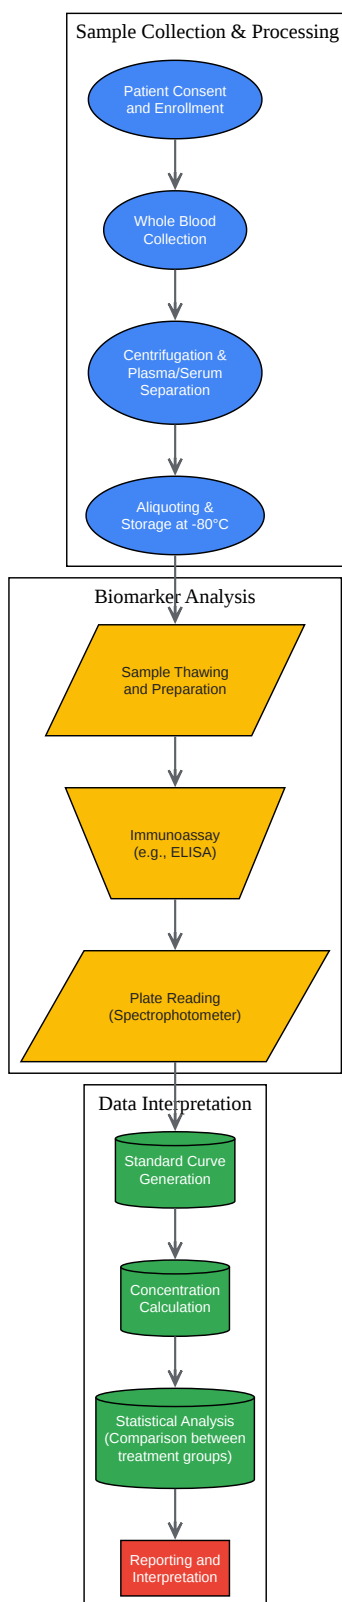 Sample Collection & Processing
Patient Consent
and Enrollment
Whole Blood
Collection
Centrifugation &
Plasma/Serum
Separation
Aliquoting &
Storage at -80°C
Biomarker Analysis
Sample Thawing
and Preparation
Immunoassay
(e.g., ELISA)
Plate Reading
(Spectrophotometer)
Data Interpretation
Standard Curve
Generation
Concentration
Calculation
Statistical Analysis
(Comparison between
treatment groups)
Reporting and
Interpretation